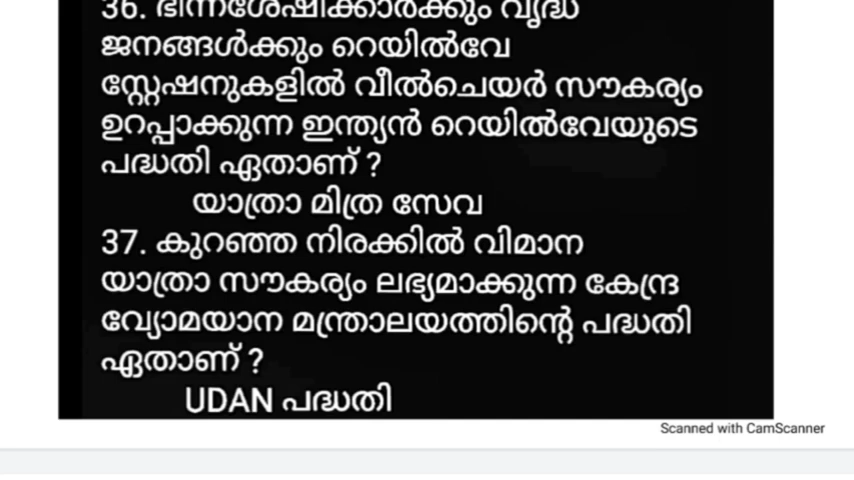 36. ഭിന്നശേഷിക്കാർക്കും വൃദ്ധ
ജനങ്ങൾക്കും റെയിൽവേ
സ്റ്റേഷനുകളിൽ വീൽചെയർ സൗകര്യം
ഉറപ്പാക്കുന്ന ഇന്ത്യൻ റെയിൽവേയുടെ
പദ്ധതി ഏതാണ് ?
യാത്രാ മിത്ര സേവ
37. കുറഞ്ഞ നിരക്കിൽ വിമാന
യാത്രാ സൗകര്യം ലഭ്യമാക്കുന്ന കേന്ദ്ര
വ്യോമയാന മന്ത്രാലയത്തിന്റെ പദ്ധതി
ഏതാണ് ?
UDAN പദ്ധതി
Scanned with CamScanner